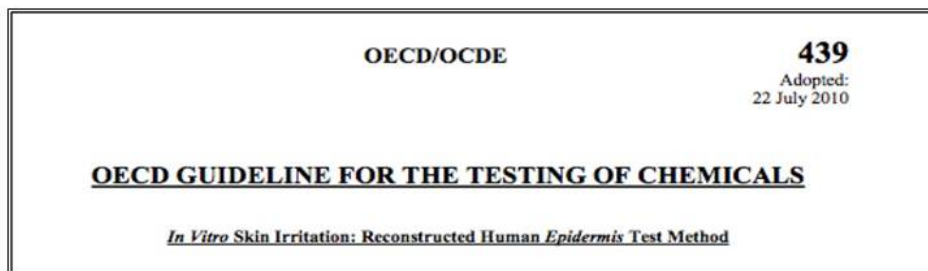 OECD/OCDE
439
Adopted:
22 July 2010
OECD GUIDELINE FOR THE TESTING OF CHEMICALS
In Vitro Skin Irritation: Reconstructed Human Epidermis Test Method